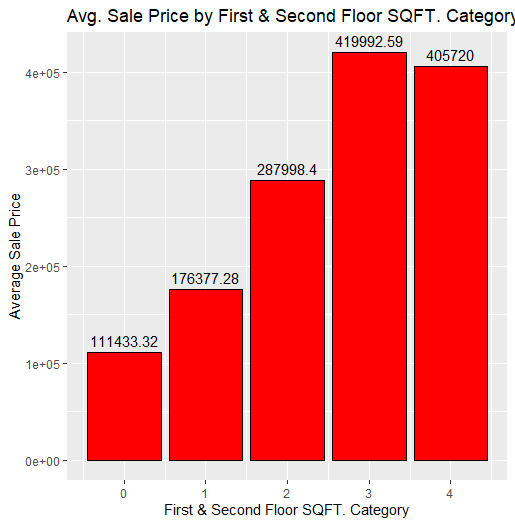 Avg. Sale Price by First & Second Floor SQFT. Category
419992.59
405720
287998.4
176377.28
111433.32
4e+05
3e+05
2e+05
1e+05
0e+00
Average Sale Price
0 1 2 3 4
First & Second Floor SQFT. Category